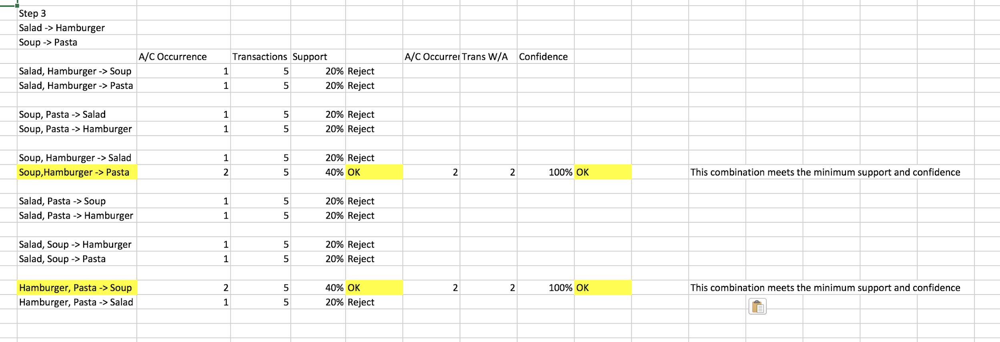 Step 3
Salad -> Hamburger
Soup -> Pasta
A/C Occurrence Transactions Support A/C Occurrer Trans W/A Confidence
Salad, Hamburger -> Soup 1 5 20% Reject
Salad, Hamburger -> Pasta 1 5 20% Reject
Soup, Pasta -> Salad 1 5 20% Reject
Soup, Pasta -> Hamburger 1 5 20% Reject
Soup, Hamburger -> Salad 1 5 20% Reject
Soup,Hamburger -> Pasta 2 5 40% OK 2 2 100% OK This combination meets the minimum support and confidence
Salad, Pasta -> Soup 1 5 20% Reject
Salad, Pasta -> Hamburger 1 5 20% Reject
Salad, Soup -> Hamburger 1 5 20% Reject
Salad, Soup -> Pasta 1 5 20% Reject
Hamburger, Pasta -> Soup 2 5 40% OK 2 2 100% OK This combination meets the minimum support and confidence
Hamburger, Pasta -> Salad 1 5 20% Reject